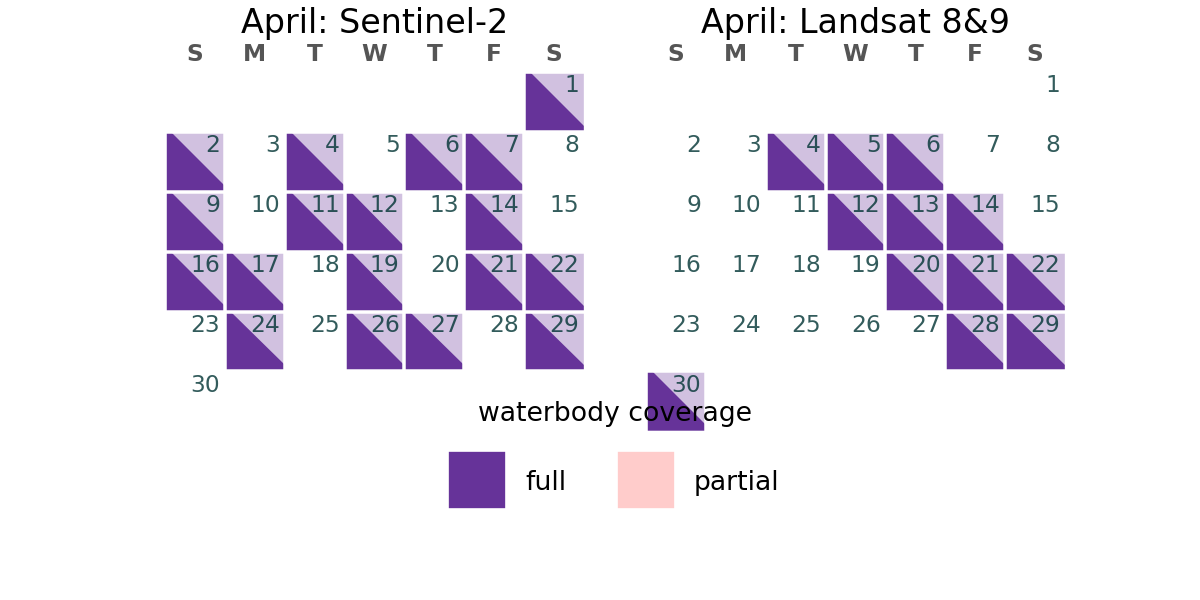 April: Sentinel-2
S M T W T F S
1
2 3 4 5 6 7 8
9 10 11 12 13 14 15
16 17 18 19 20 21 22
23 24 25 26 27 28 29
30
April: Landsat 8&9
S M T W T F S
1
2 3 4 5 6 7 8
9 10 11 12 13 14 15
16 17 18 19 20 21 22
23 24 25 26 27 28 29
30
waterbody coverage
full partial